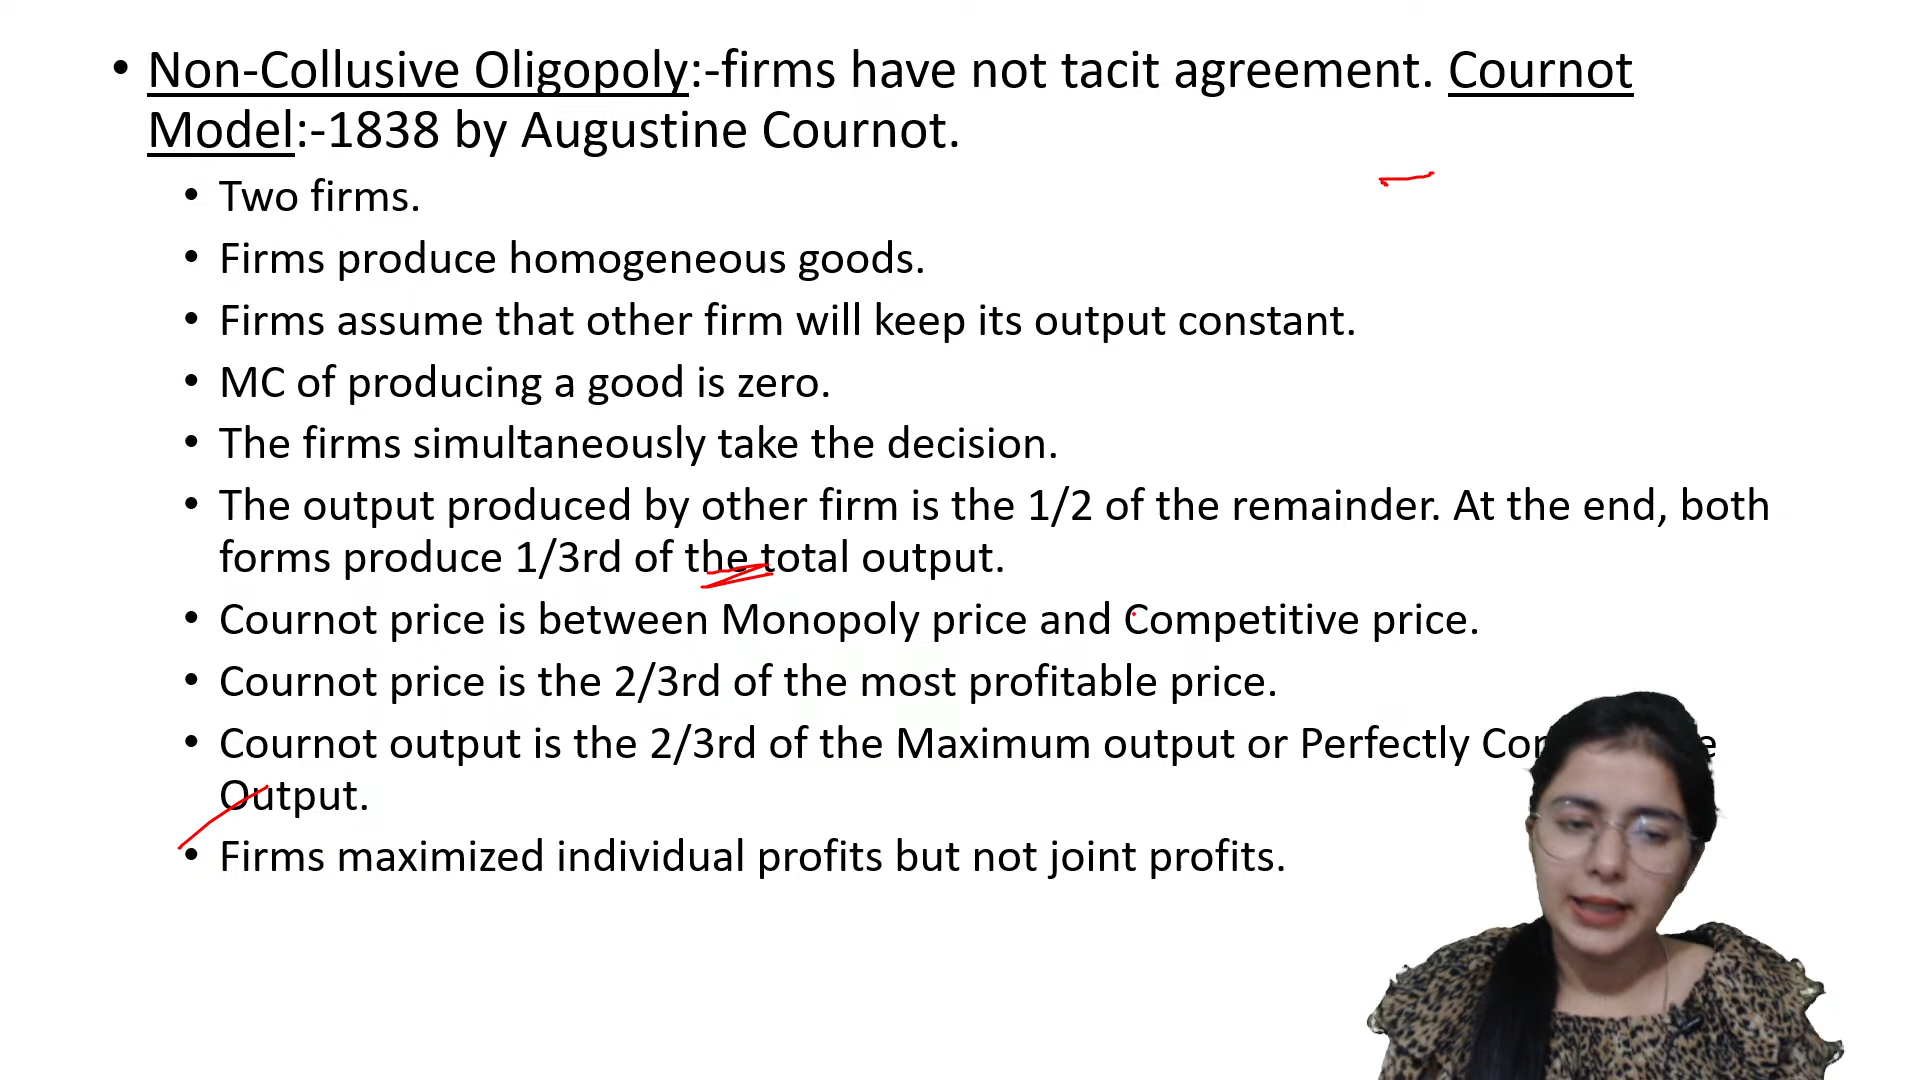 • Non-Collusive Oligopoly:-firms have not tacit agreement. Cournot
Model:-1838 by Augustine Cournot.
• Two firms.
• Firms produce homogeneous goods.
• Firms assume that other firm will keep its output constant.
• MC of producing a good is zero.
• The firms simultaneously take the decision.
• The output produced by other firm is the 1/2 of the remainder. At the end, both
forms produce 1/3rd of the total output.
• Cournot price is between Monopoly price and Competitive price.
• Cournot price is the 2/3rd of the most profitable price.
• Cournot output is the 2/3rd of the Maximum output or Perfectly
Output.
• Firms maximized individual profits but not joint profits.